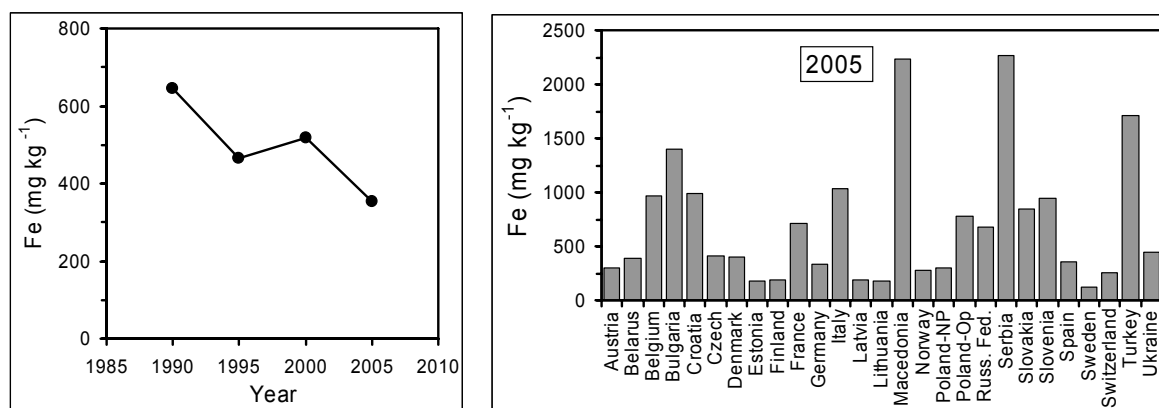 800
600
400
200
0
Fe (mg kg-1)
1985 1990 1995 2000 2005 2010
Year
2500
2000
1500
1000
500
0
Fe (mg kg-1)
2005
Austria
Belarus
Belgium
Bulgaria
Croatia
Czech
Denmark
Estonia
Finland
France
Germany
Italy
Latvia
Lithuania
Macedonia
Norway
Poland-NP
Poland-Op
Russ. Fed.
Serbia
Slovakia
Slovenia
Spain
Sweden
Switzerland
Turkey
Ukraine